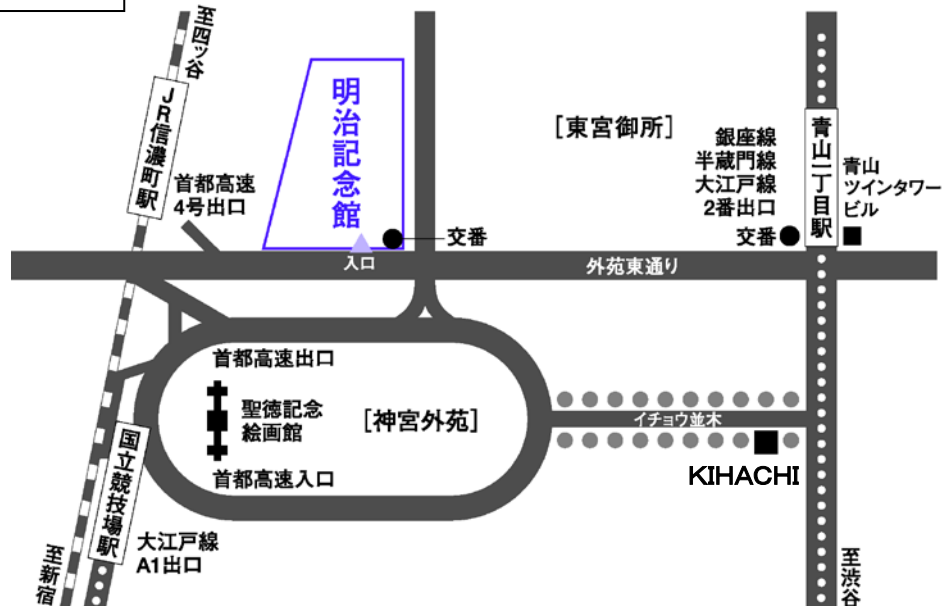 至四ッ谷
JR信濃町駅
首都高速
4号出口
明治記念館
入口
交番
[東宮御所]
銀座線
半蔵門線
大江戸線
2番出口
交番
青山一丁目駅
青山
ツインタワー
ビル
外苑東通り
首都高速出口
聖徳記念
絵画館
[神宮外苑]
首都高速入口
イチョウ並木
KIHACHI
国立競技場駅
大江戸線
A1出口
至新宿
至渋谷